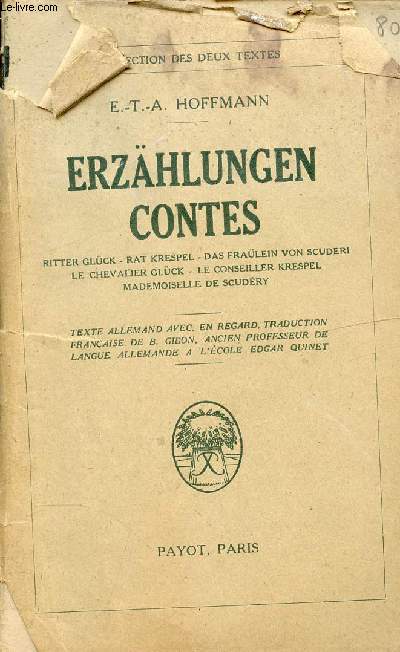 Le-livre.com
80
ECTION DES DEUX TEXTES
E.-T.-A. HOFFMANN
ERZÄHLUNGEN
CONTES
RITTER GLÜCK - RAT KRESPEL - DAS FRAÜLEIN VON SCUDERI
LE CHEVALIER GLÜCK - LE CONSEILLER KRESPEL
MADEMOISELLE DE SCUDÉRY
TEXTE ALLEMAND AVEC, EN REGARD, TRADUCTION
FRANÇAISE DE B. GIDON, ANCIEN PROFESSEUR DE
LANGUE ALLEMANDE A L'ÉCOLE EDGAR QUINET
PAYOT, PARIS